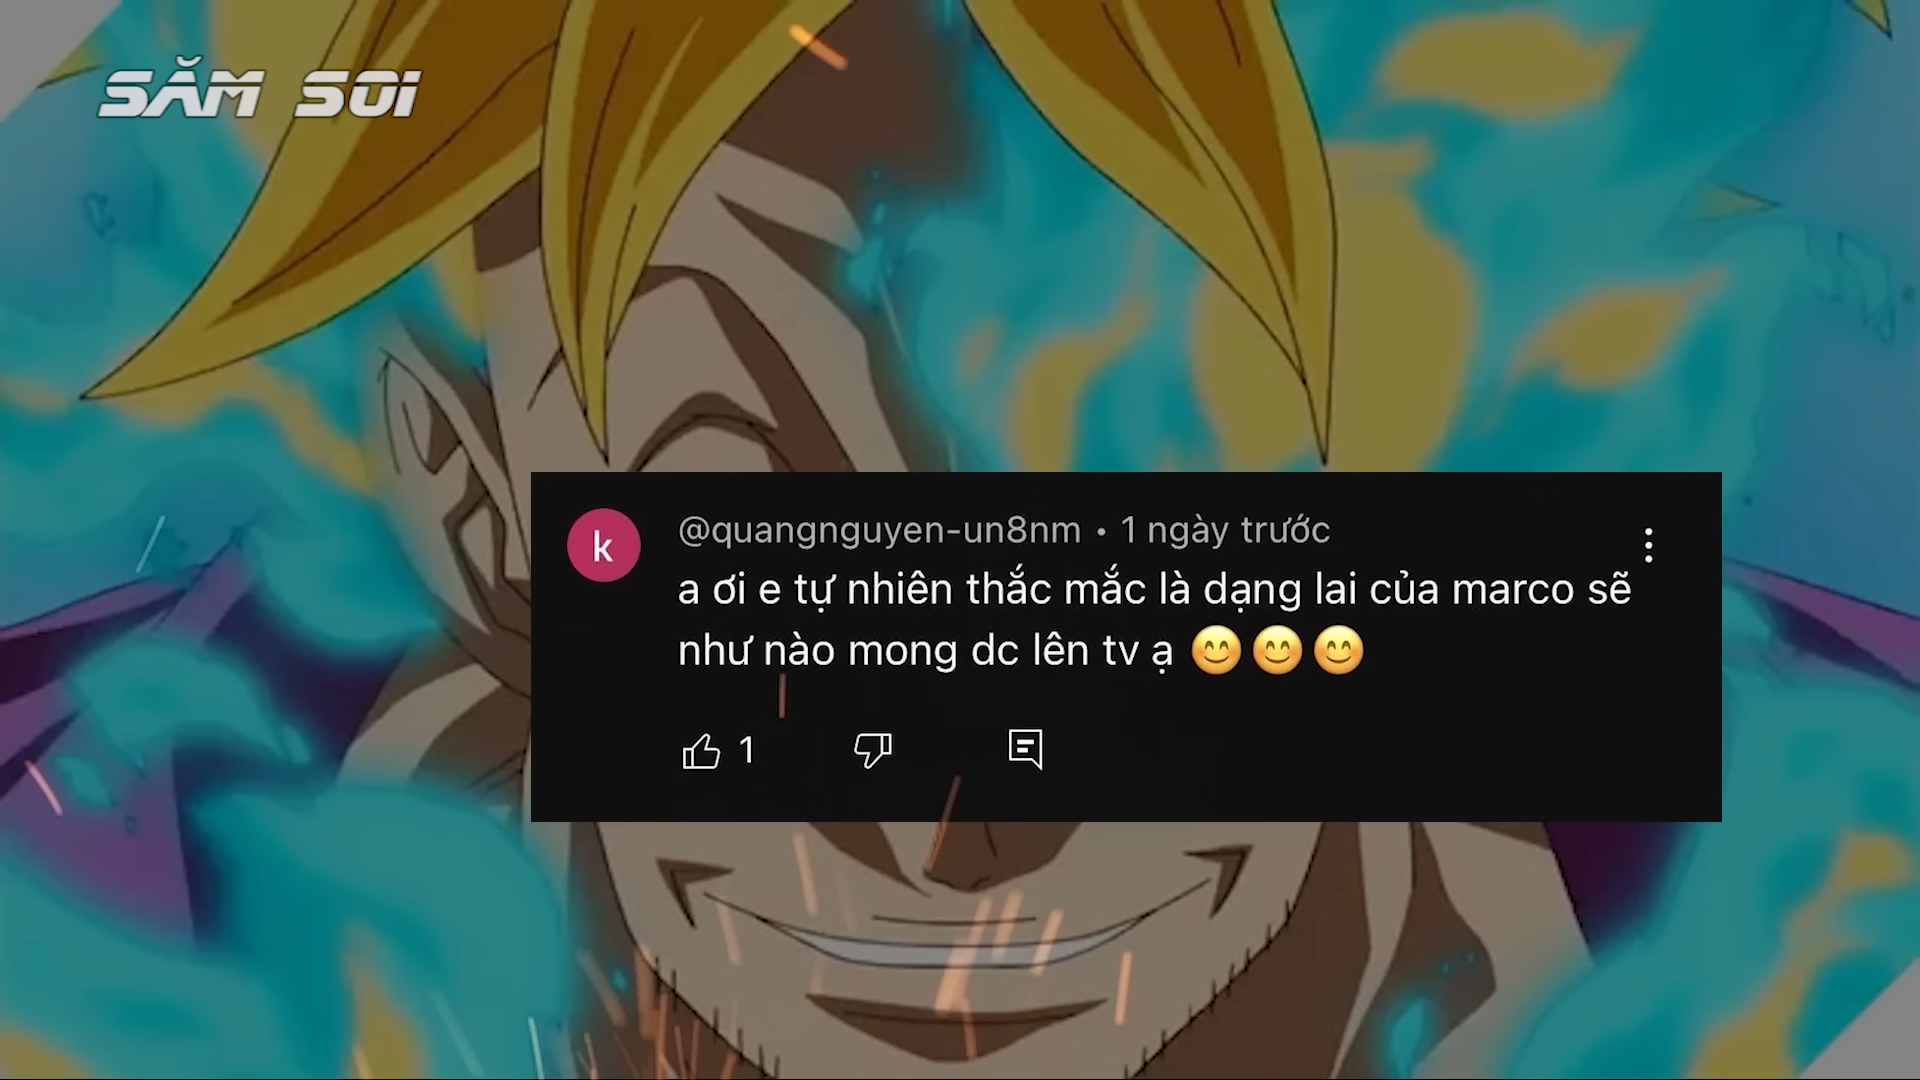 SĂM SOI
k
@quangnguyen-un8nm • 1 ngày trước
a ơi e tự nhiên thắc mắc là dạng lai của marco sẽ
như nào mong dc lên tv ạ 😊😊😊
1